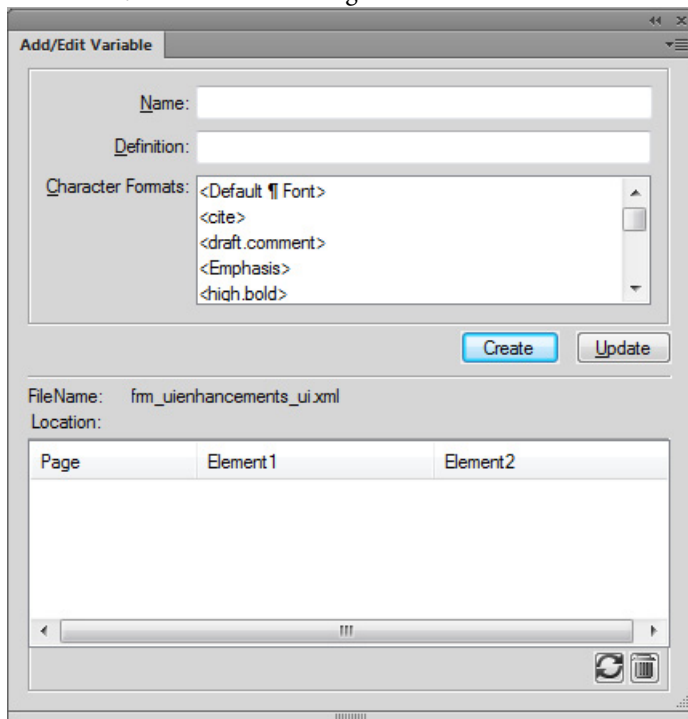 Add/Edit Variable
Name:
Definition:
Character Formats:
<Default ¶ Font>
<cite>
<draft.comment>
<Emphasis>
<high.bold>
Create Update
FileName: frm_uienhancements_ui.xml
Location:
Page Element1 Element2